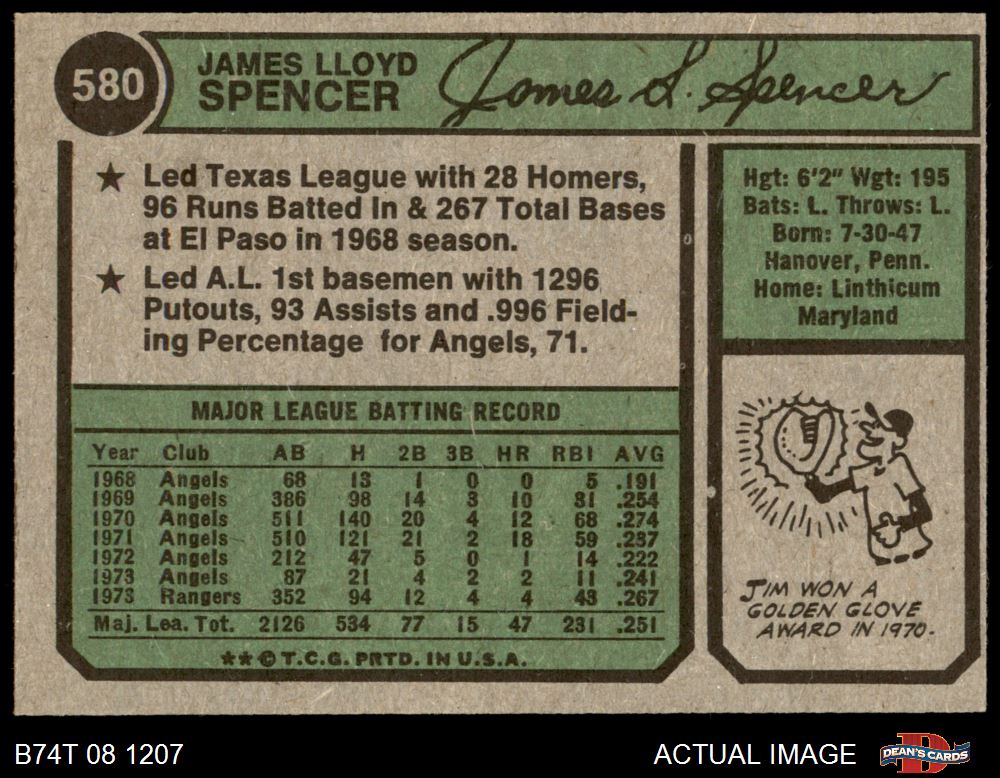 580
JAMES LLOYD
SPENCER
James L. Spencer
★ Led Texas League with 28 Homers,
96 Runs Batted In & 267 Total Bases
at El Paso in 1968 season.
★ Led A.L. 1st basemen with 1296
Putouts, 93 Assists and .996 Field-
ing Percentage for Angels, 71.
Hgt: 6'2" Wgt: 195
Bats: L. Throws: L.
Born: 7-30-47
Hanover, Penn.
Home: Linthicum
Maryland
MAJOR LEAGUE BATTING RECORD
Year Club AB H 2B 3B HR RBI AVG
1968 Angels 68 13 1 0 0 5 .191
1969 Angels 386 98 14 3 10 31 .254
1970 Angels 511 140 20 4 12 68 .274
1971 Angels 510 121 21 2 18 59 .237
1972 Angels 212 47 5 0 1 14 .222
1973 Angels 87 21 4 2 2 11 .241
1973 Rangers 352 94 12 4 4 43 .267
Maj. Lea. Tot. 2126 534 77 15 47 231 .251
★★©T.C.G. PRTD. IN U.S.A.
JIM WON A
GOLDEN GLOVE
AWARD IN 1970.
B74T 08 1207
ACTUAL IMAGE
D
DEAN'S CARDS